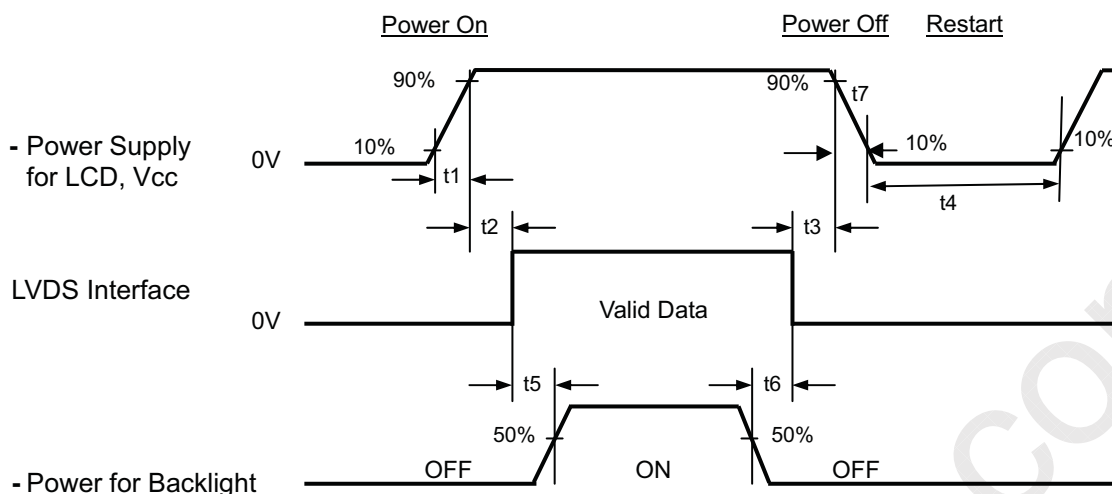 Power On
Power Off
Restart
90%
90%
t7
10%
10%
10%
- Power Supply
for LCD, Vcc
0V
t1
t4
t2
t3
LVDS Interface
Valid Data
0V
t5
t6
50%
50%
OFF
ON
OFF
- Power for Backlight
com